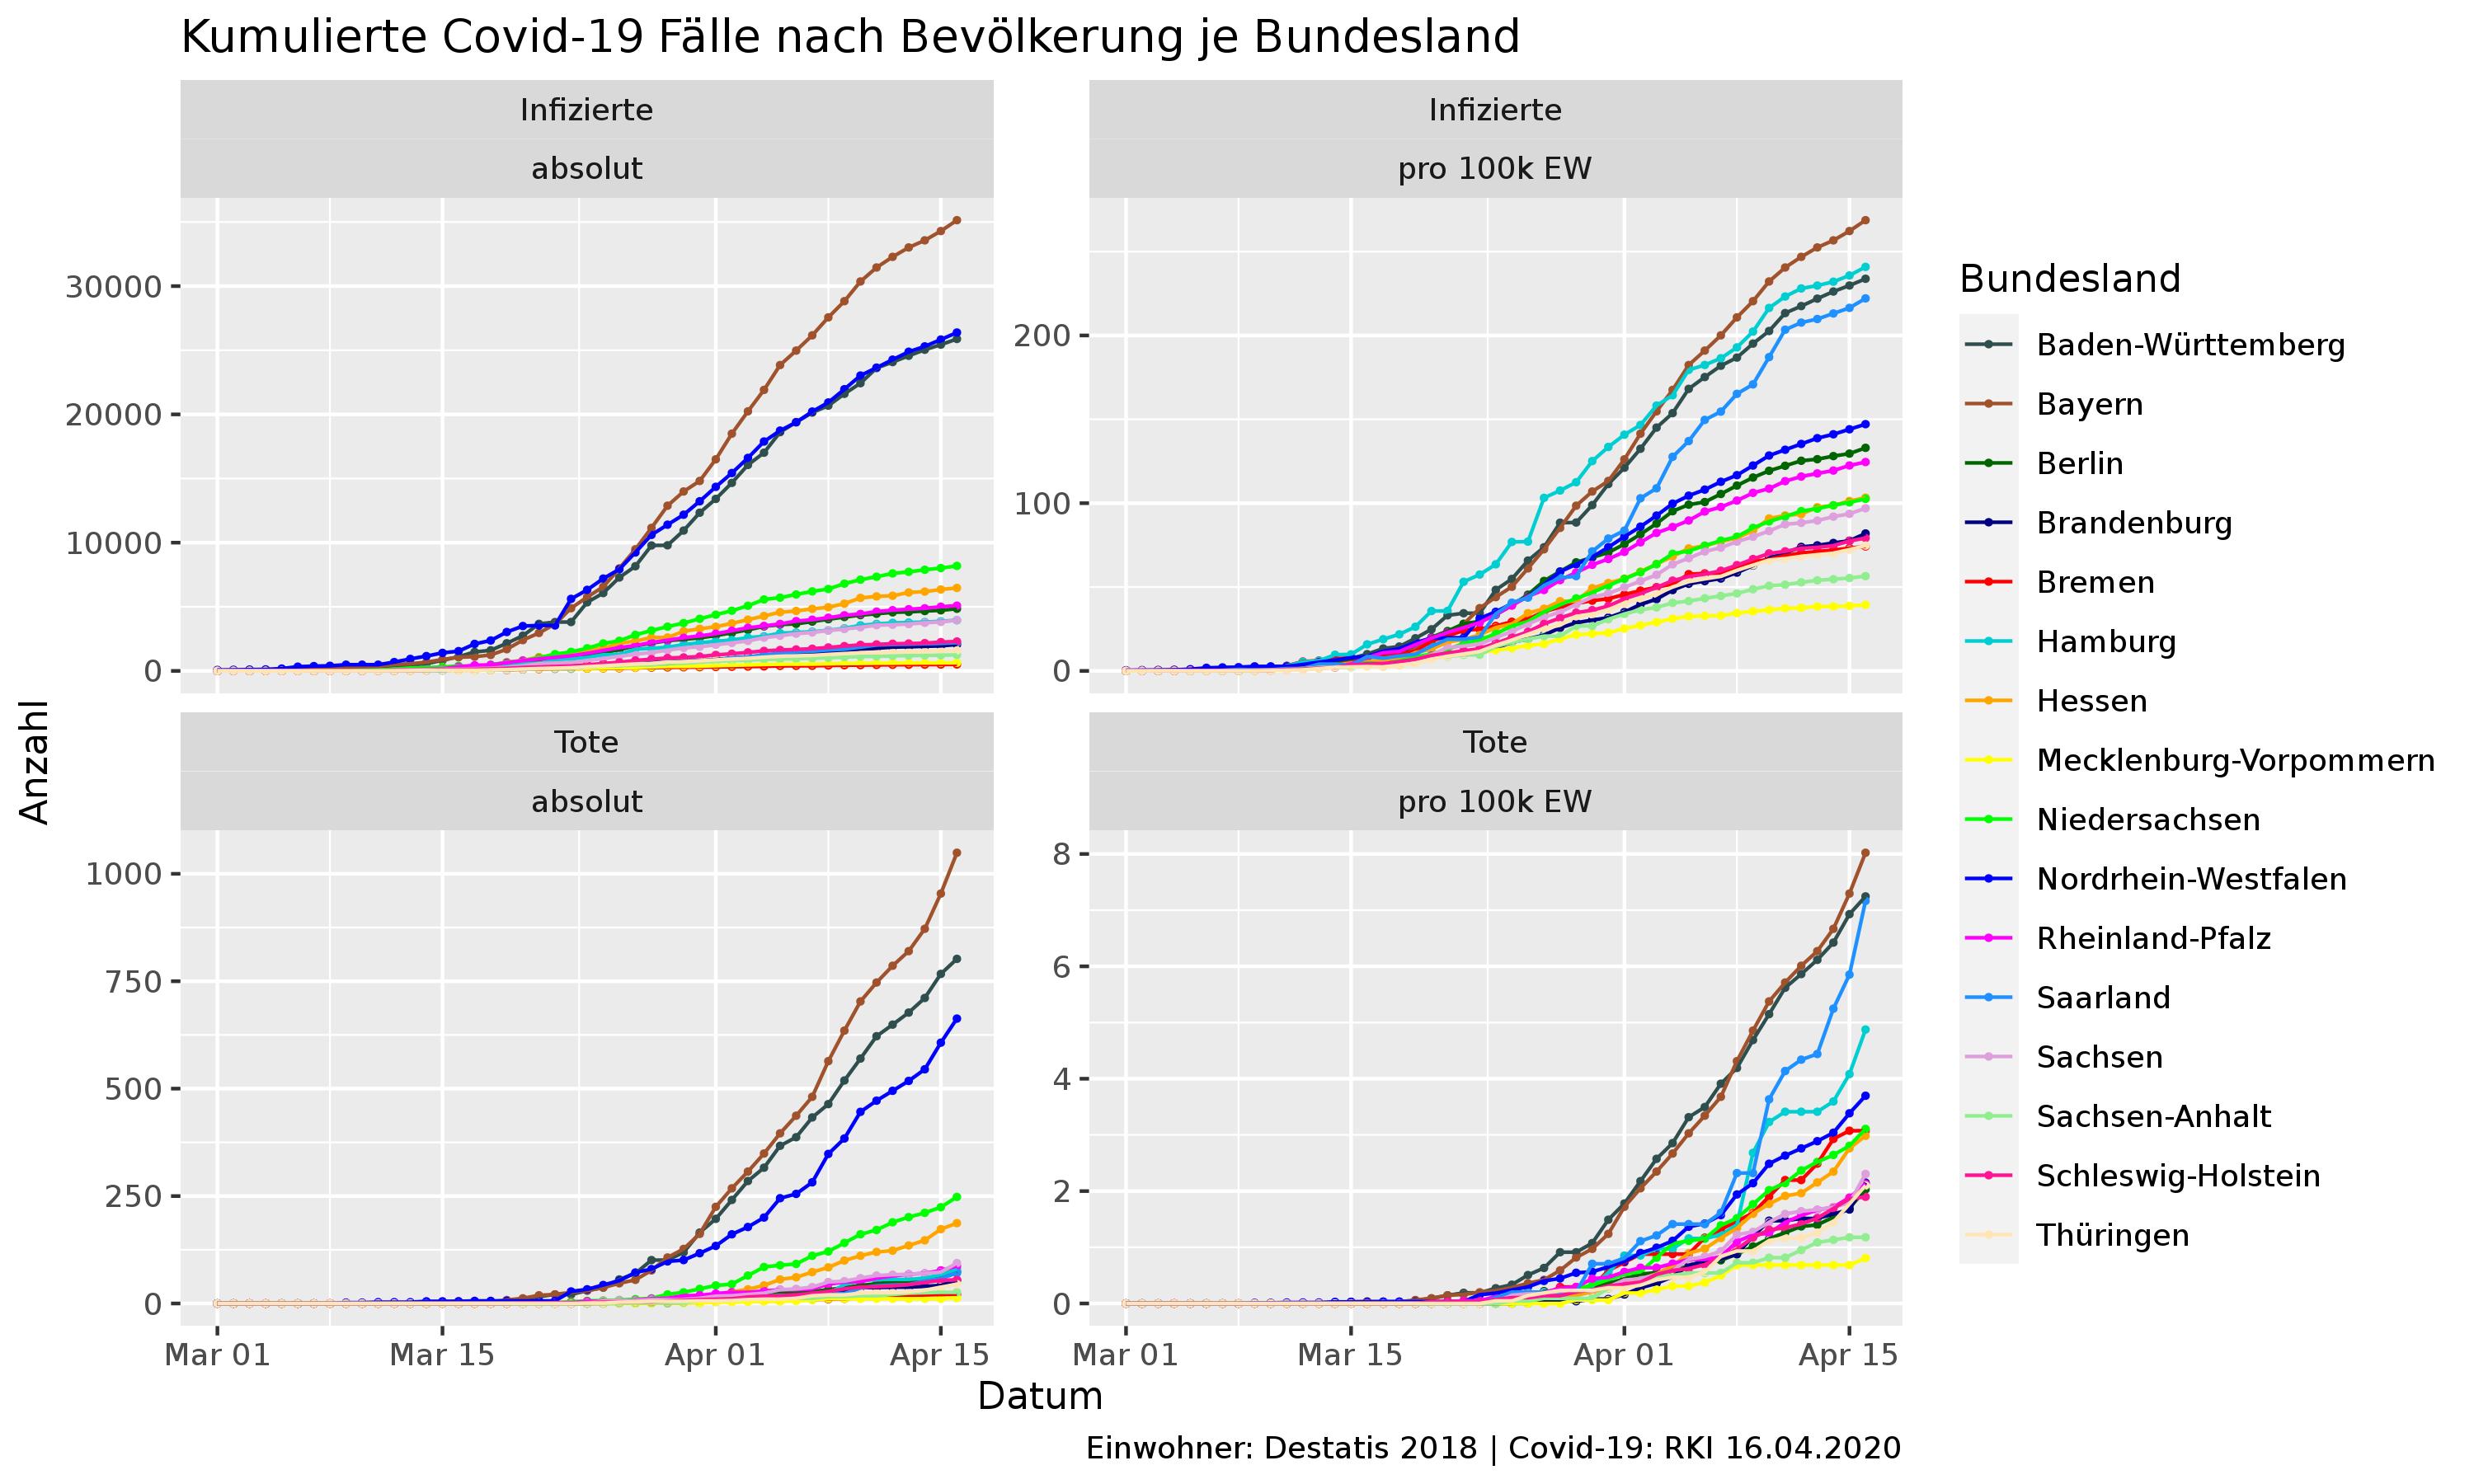 Kumulierte Covid-19 Fälle nach Bevölkerung je Bundesland
Infizierte
absolut
30000
20000
10000
0
Infizierte
pro 100k EW
200
100
0
Tote
absolut
1000
750
500
250
0
Mar 01
Mar 15
Apr 01
Apr 15
Tote
pro 100k EW
8
6
4
2
0
Mar 01
Mar 15
Apr 01
Apr 15
Anzahl
Datum
Bundesland
Baden-Württemberg
Bayern
Berlin
Brandenburg
Bremen
Hamburg
Hessen
Mecklenburg-Vorpommern
Niedersachsen
Nordrhein-Westfalen
Rheinland-Pfalz
Saarland
Sachsen
Sachsen-Anhalt
Schleswig-Holstein
Thüringen
Einwohner: Destatis 2018 | Covid-19: RKI 16.04.2020